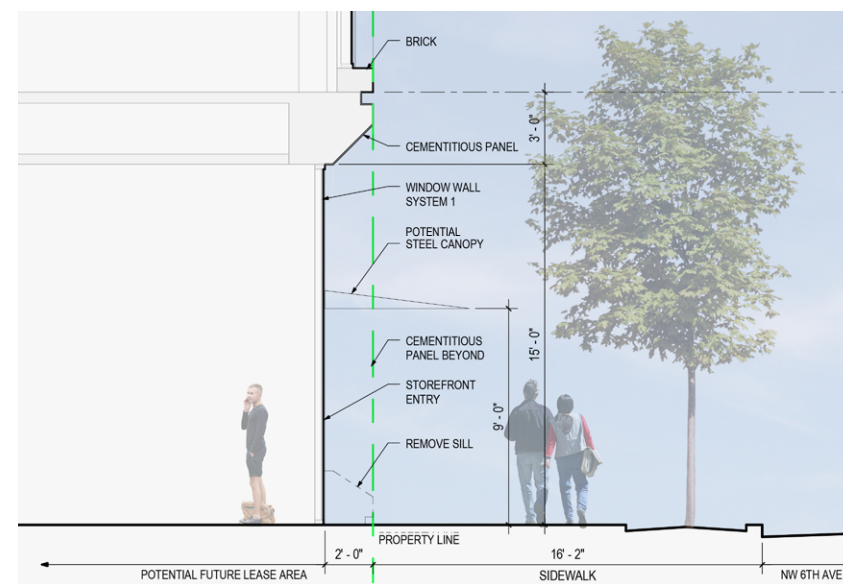 BRICK
3' - 0"
CEMENTITIOUS PANEL
WINDOW WALL
SYSTEM 1
POTENTIAL
STEEL CANOPY
15' - 0"
CEMENTITIOUS
PANEL BEYOND
STOREFRONT
ENTRY
9' - 0"
REMOVE SILL
PROPERTY LINE
2' - 0"
16' - 2"
POTENTIAL FUTURE LEASE AREA
SIDEWALK
NW 6TH AVE